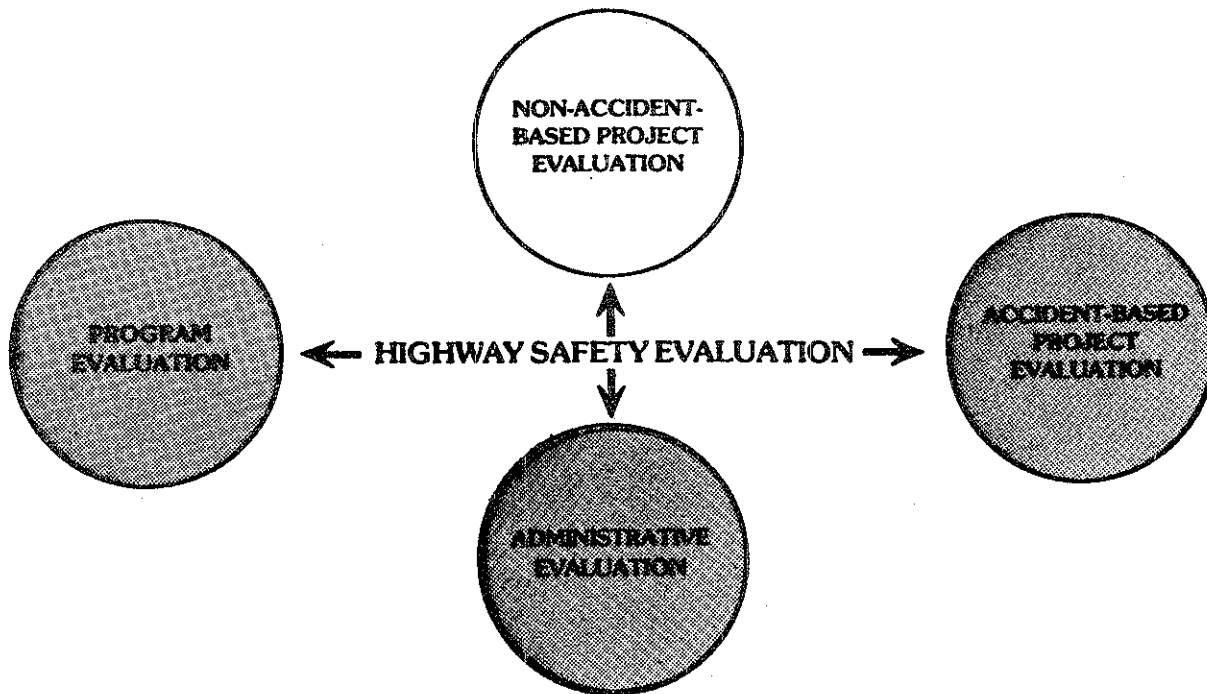 NON-ACCIDENT-
BASED PROJECT
EVALUATION
PROGRAM
EVALUATION
HIGHWAY SAFETY EVALUATION
ACCIDENT-BASED
PROJECT
EVALUATION
ADMINISTRATIVE
EVALUATION